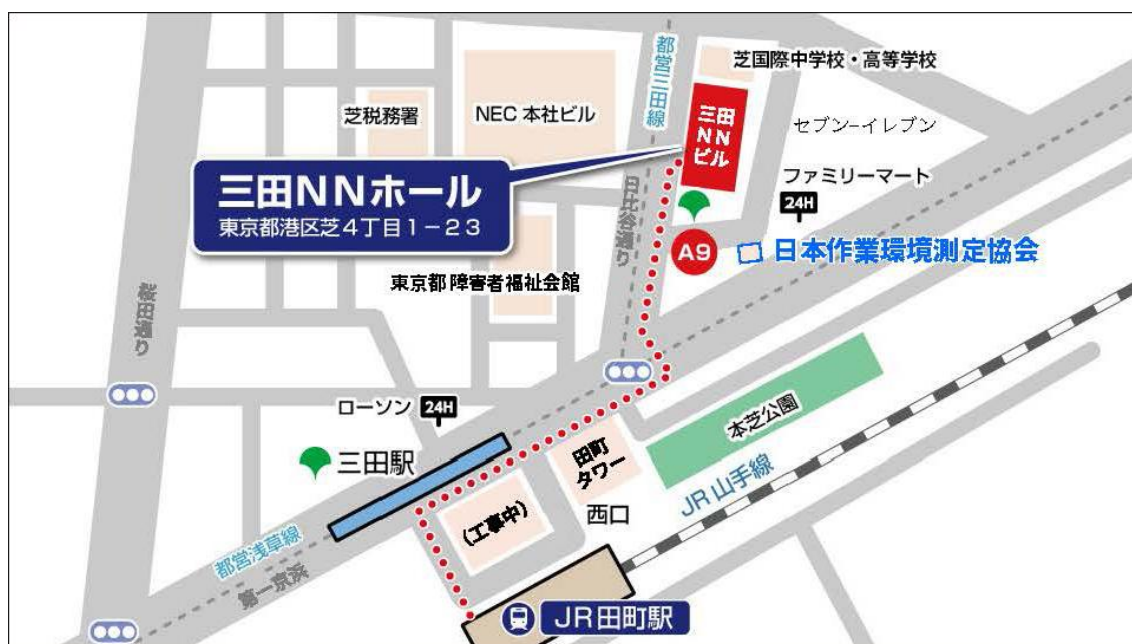 都営三田線
芝国際中学校・高等学校
芝税務署
NEC 本社ビル
三田
NN
ビル
セブン-イレブン
三田NNホール
東京都港区芝4丁目1−23
日比谷通り
ファミリーマート
24H
A9
日本作業環境測定協会
東京都障害者福祉会館
桜田通り
ローソン 24H
三田駅
田町
タワー
本芝公園
(工事中)
西口
JR 山手線
都営浅草線
第一京浜
JR田町駅